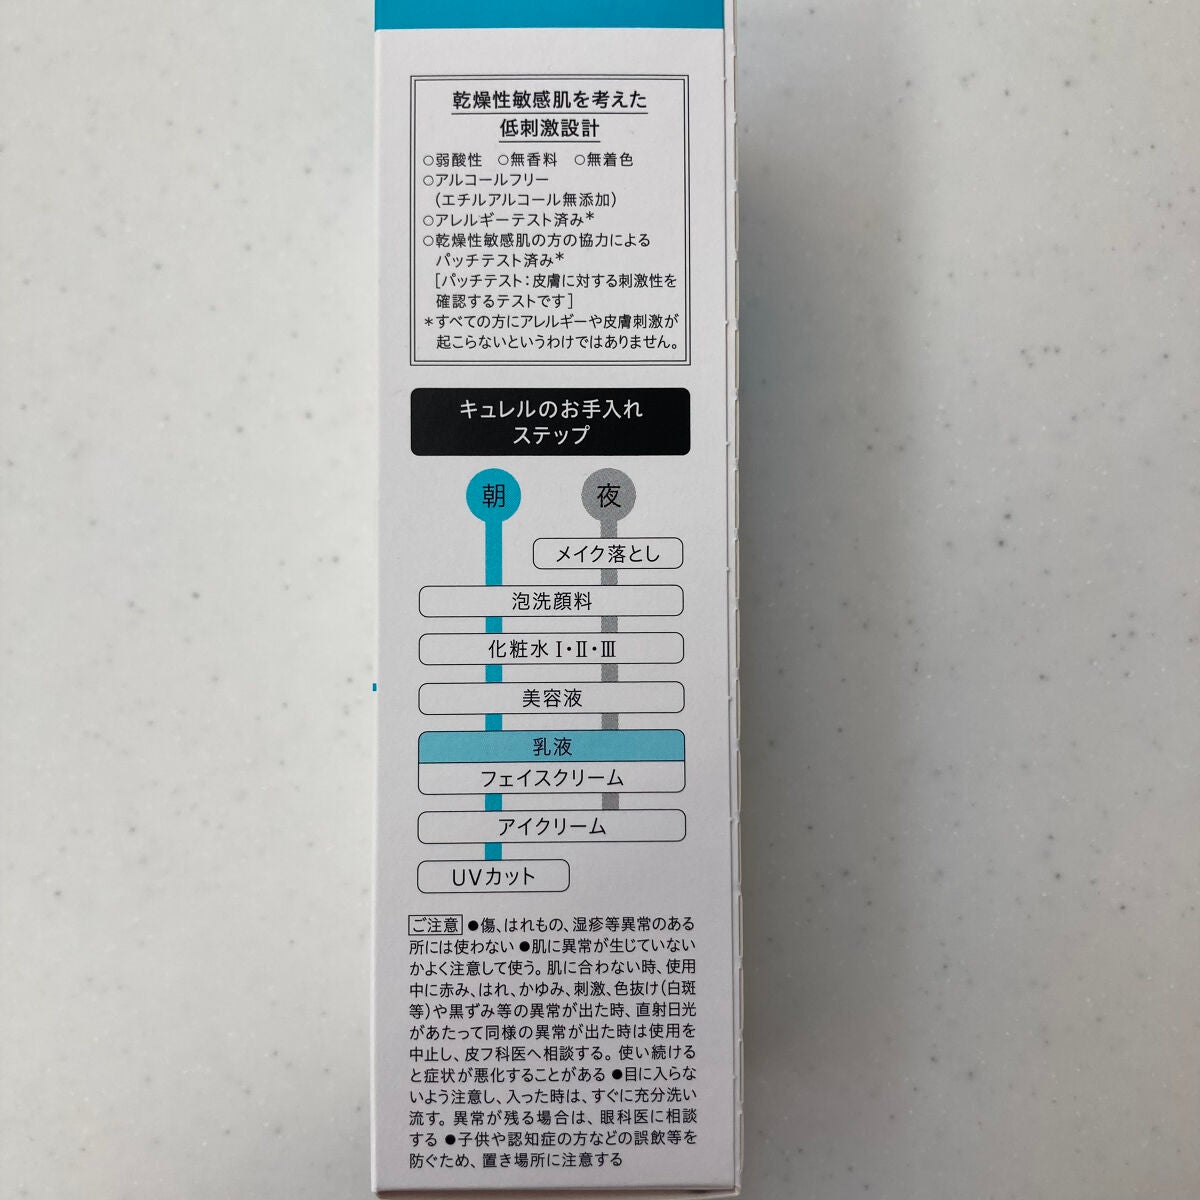 乾燥性敏感肌を考えた
低刺激設計
○弱酸性 ○無香料 ○無着色
○アルコールフリー
(エチルアルコール無添加)
○アレルギーテスト済み*
○乾燥性敏感肌の方の協力による
パッチテスト済み*
[パッチテスト:皮膚に対する刺激性を
確認するテストです]
*すべての方にアレルギーや皮膚刺激が
起こらないというわけではありません。
キュレルのお手入れ
ステップ
朝 夜
メイク落とし
泡洗顔料
化粧水 Ⅰ・Ⅱ・Ⅲ
美容液
乳液
フェイスクリーム
アイクリーム
UVカット
ご注意 ●傷、はれもの、湿疹等異常のある
所には使わない ●肌に異常が生じていない
かよく注意して使う。肌に合わない時、使用
中に赤み、はれ、かゆみ、刺激、色抜け(白斑
等)や黒ずみ等の異常が出た時、直射日光
があたって同様の異常が出た時は使用を
中止し、皮フ科医へ相談する。使い続ける
と症状が悪化することがある ●目に入らな
いよう注意し、入った時は、すぐに充分洗い
流す。異常が残る場合は、眼科医に相談
する ●子供や認知症の方などの誤飲等を
防ぐため、置き場所に注意する